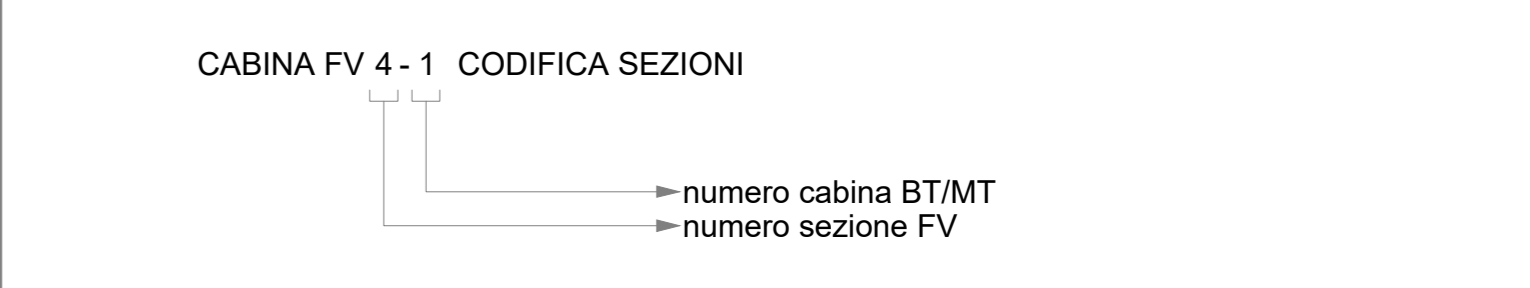 CABINA FV 4 - 1 CODIFICA SEZIONI
numero cabina BT/MT
numero sezione FV